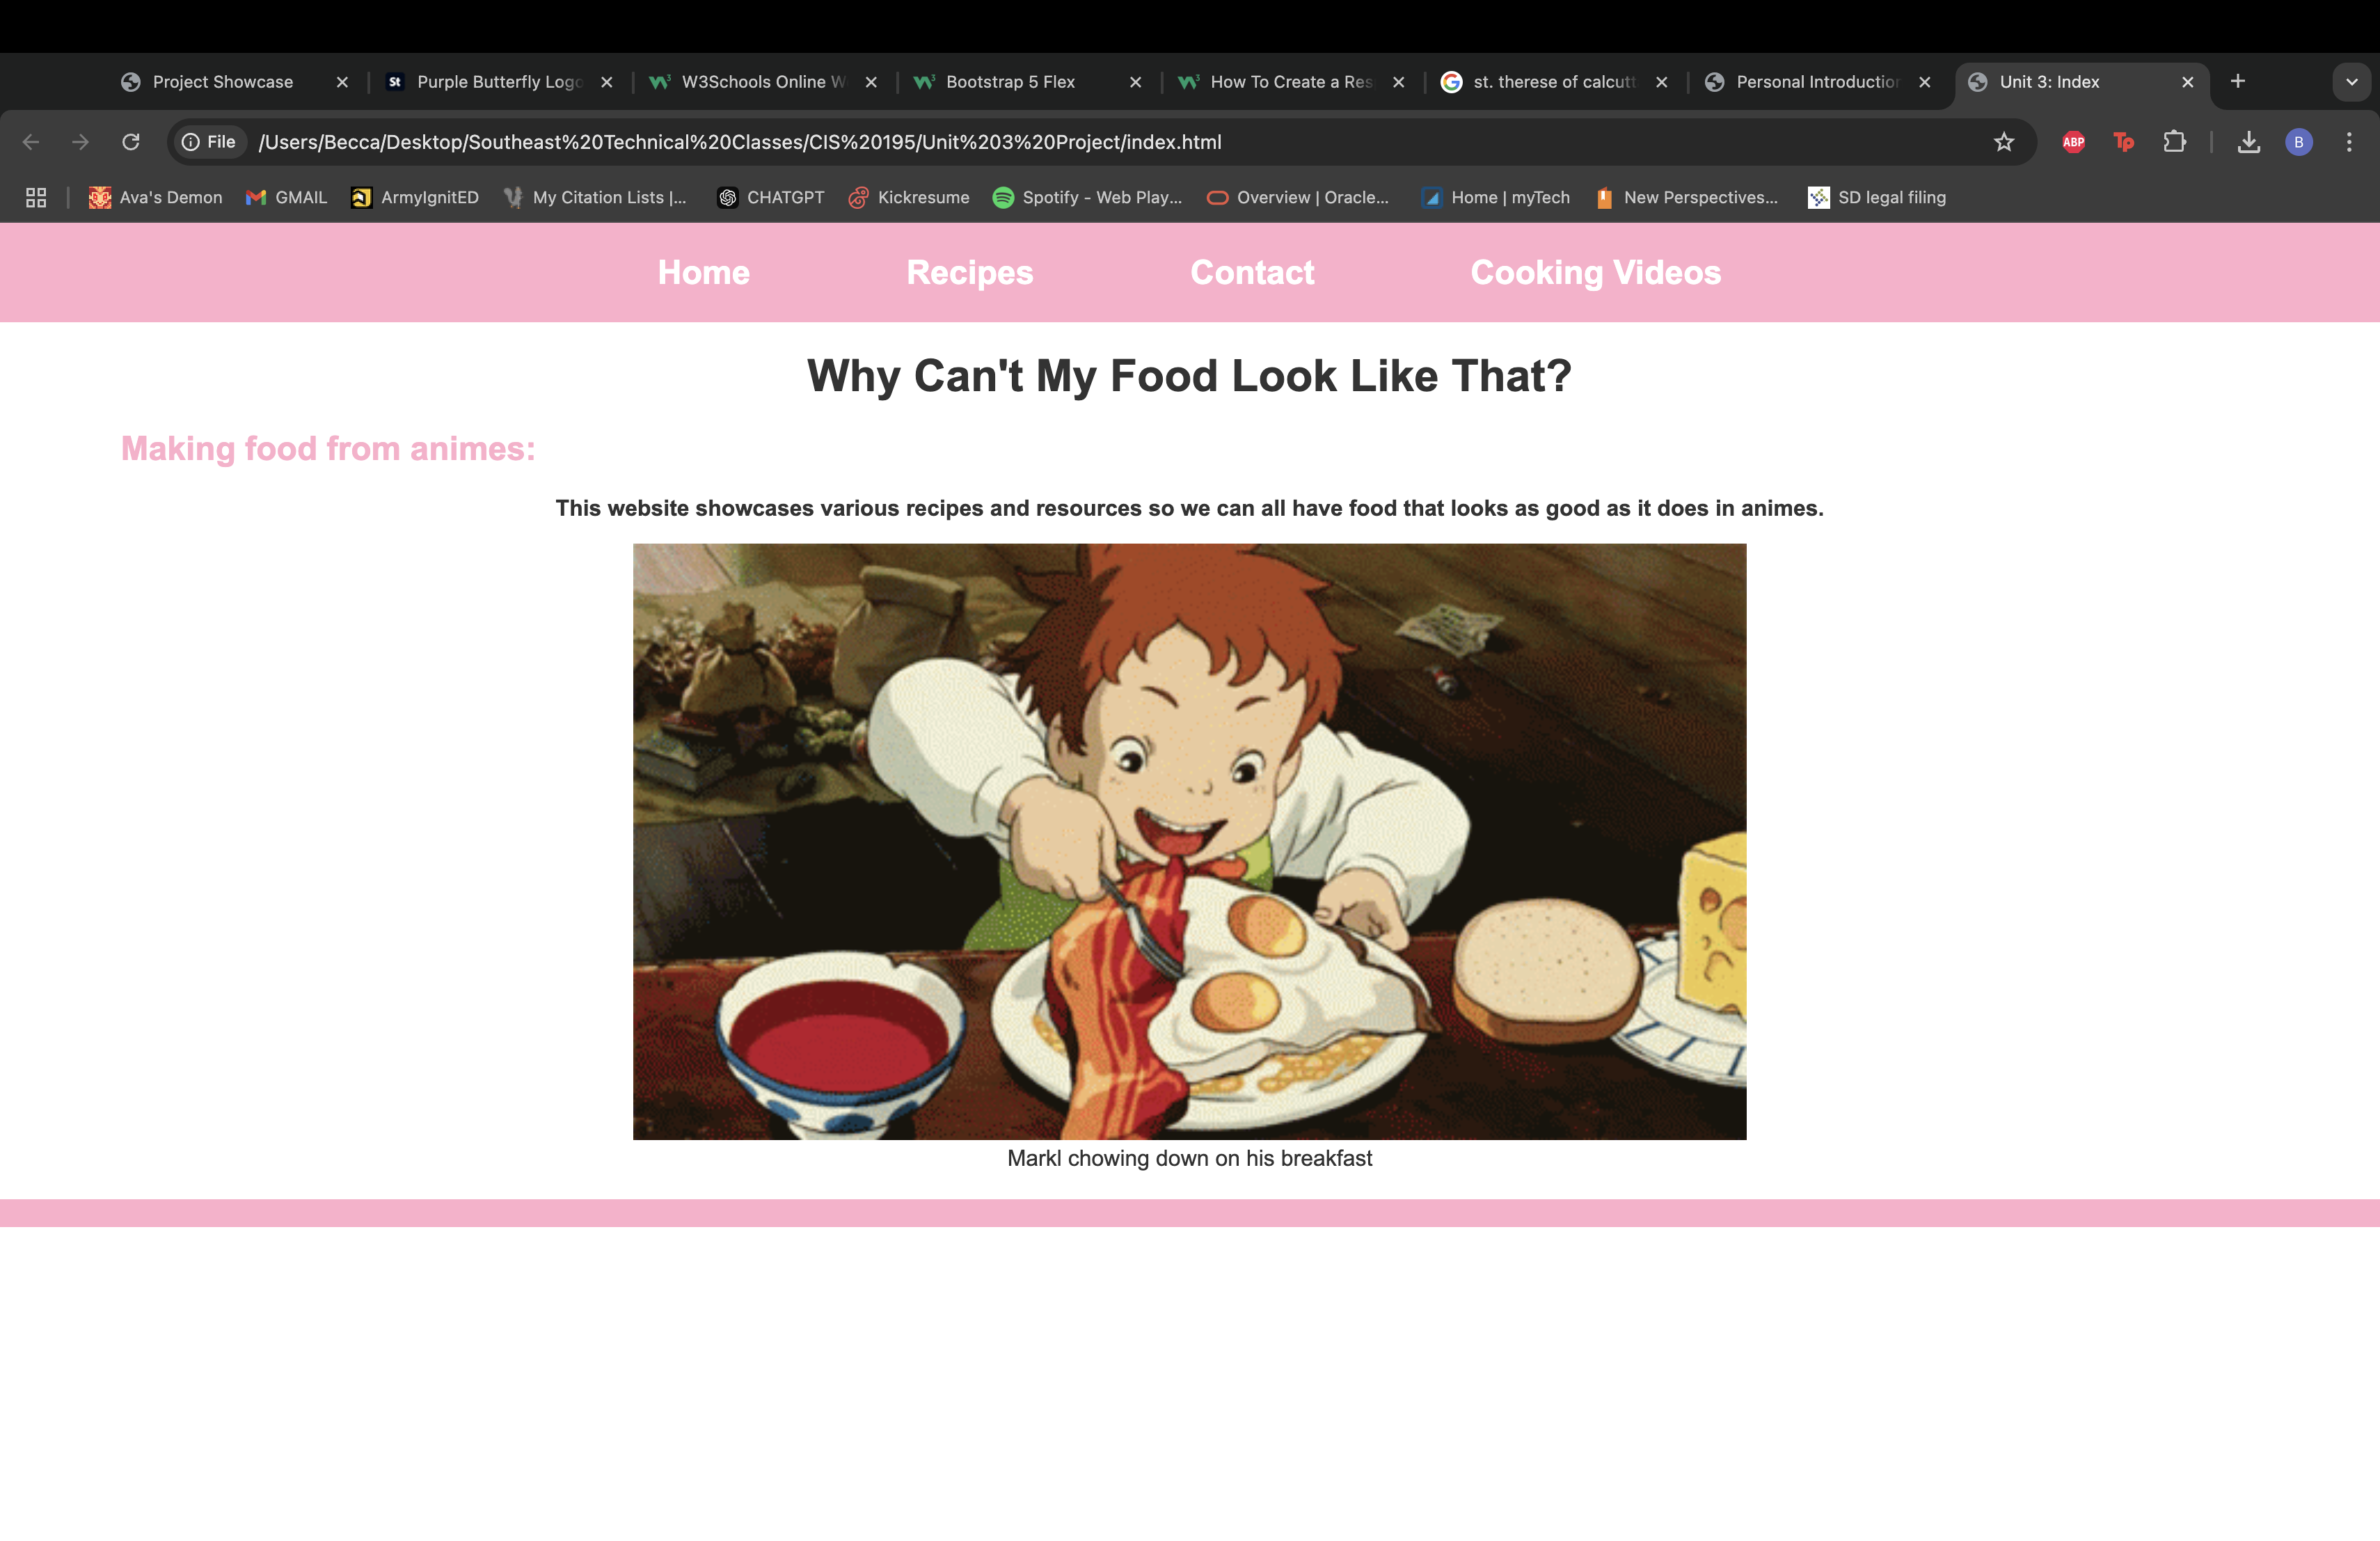 Project Showcase
St Purple Butterfly Logo
W3Schools Online W
Bootstrap 5 Flex
How To Create a Res
st. therese of calcutt
Personal Introduction
Unit 3: Index
File /Users/Becca/Desktop/Southeast%20Technical%20Classes/CIS%20195/Unit%203%20Project/index.html
ABP
Tp
B
Ava's Demon
GMAIL
ArmyIgnitED
My Citation Lists |...
CHATGPT
Kickresume
Spotify - Web Play...
Overview | Oracle...
Home | myTech
New Perspectives...
SD legal filing
Home Recipes Contact Cooking Videos
Why Can't My Food Look Like That?
Making food from animes:
This website showcases various recipes and resources so we can all have food that looks as good as it does in animes.
Markl chowing down on his breakfast